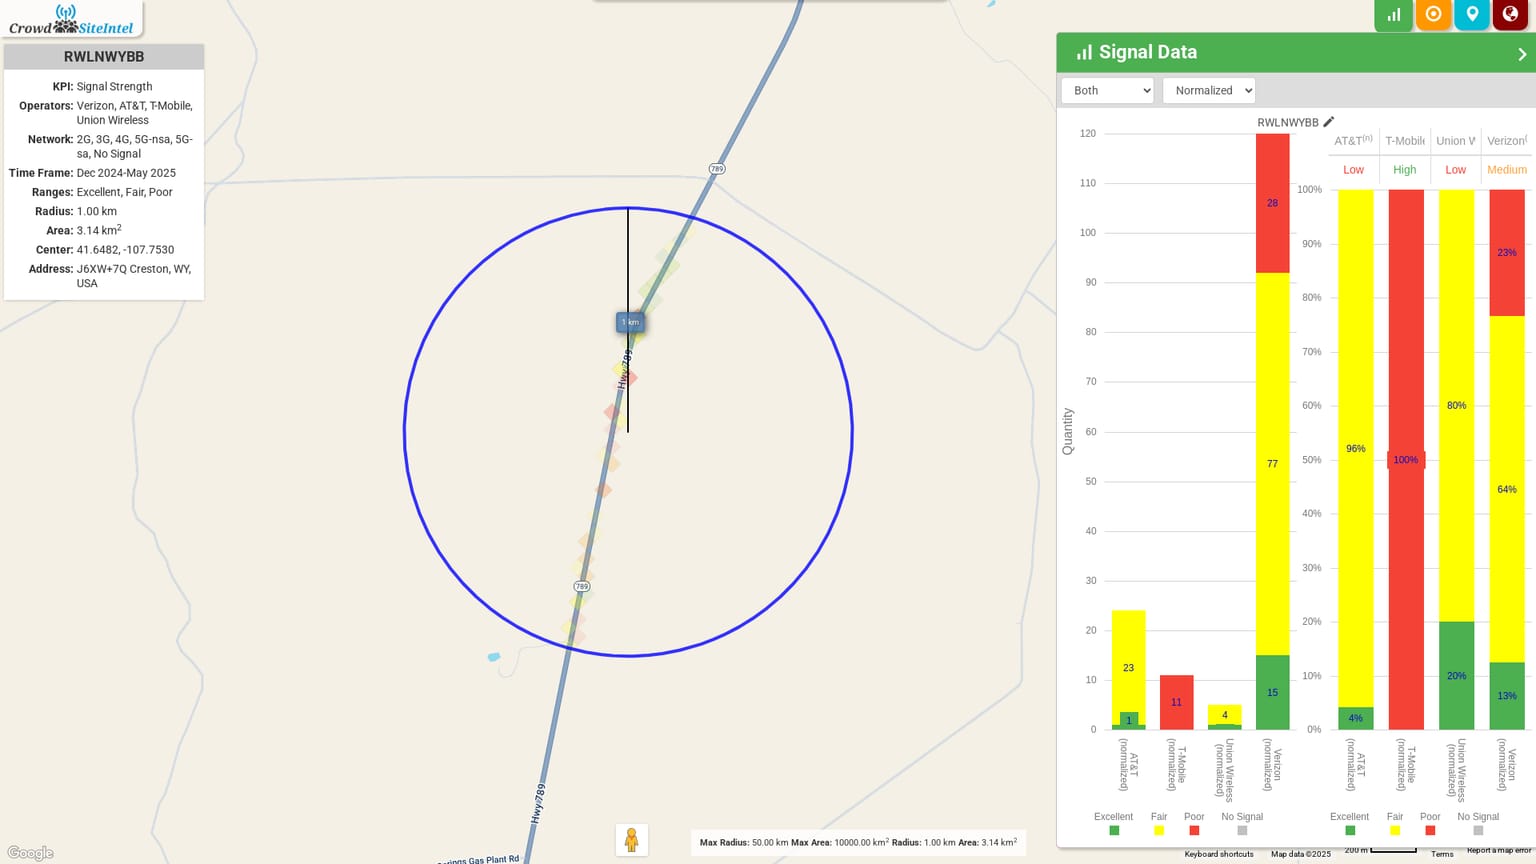 CrowdSiteIntel
RWLNWYBB
KPI: Signal Strength
Operators: Verizon, AT&T, T-Mobile,
Union Wireless
Network: 2G, 3G, 4G, 5G-nsa, 5G-
sa, No Signal
Time Frame: Dec 2024-May 2025
Ranges: Excellent, Fair, Poor
Radius: 1.00 km
Area: 3.14 km²
Center: 41.6482, -107.7530
Address: J6XW+7Q Creston, WY,
USA
789
1 km
Hwy 789
789
Hwy 789
Springs Gas Plant Rd
Google
Max Radius: 50.00 km Max Area: 10000.00 km² Radius: 1.00 km Area: 3.14 km²
Signal Data
Both
Normalized
RWLNWYBB
AT&T(n) T-Mobile Union W Verizon(
Low High Low Medium
Quantity
120
110
100
90
80
70
60
50
40
30
20
10
0
23
1
11
4
28
77
15
AT&T
(normalized)
T-Mobile
(normalized)
Union Wireless
(normalized)
Verizon
(normalized)
Excellent Fair Poor No Signal
100%
90%
80%
70%
60%
50%
40%
30%
20%
10%
0%
96%
4%
100%
80%
20%
23%
64%
13%
AT&T
(normalized)
T-Mobile
(normalized)
Union Wireless
(normalized)
Verizon
(normalized)
Excellent Fair Poor No Signal
Keyboard shortcuts Map data ©2025 200 m Terms Report a map error